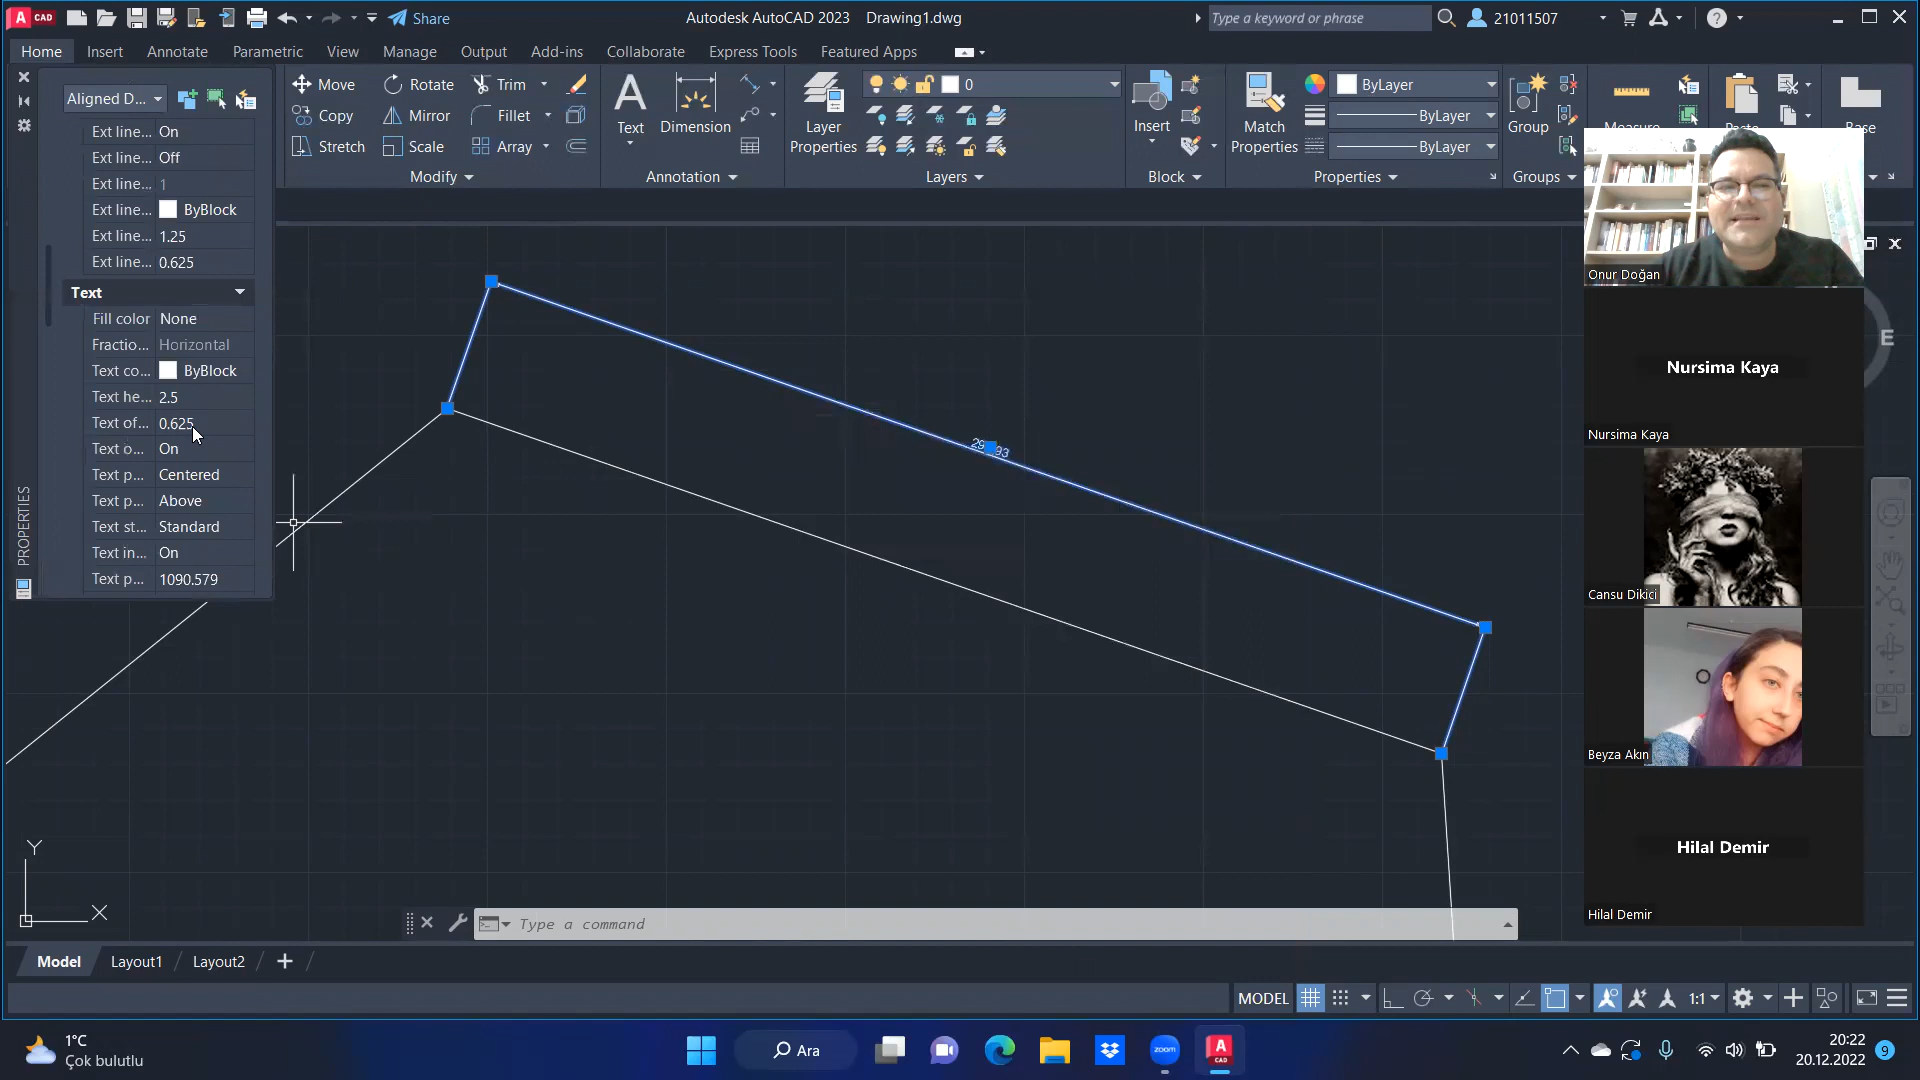 A CAD
Share
Autodesk AutoCAD 2023 Drawing1.dwg
Type a keyword or phrase
21011507
Home Insert Annotate Parametric View Manage Output Add-ins Collaborate Express Tools Featured Apps
Move Rotate Trim
Copy Mirror Fillet
Stretch Scale Array
Modify
Text Dimension
Annotation
Layer Properties
0
Layers
Insert
Block
Match Properties
ByLayer
ByLayer
ByLayer
Properties
Group
Groups
Base
Aligned D...
Ext line... On
Ext line... Off
Ext line... 1
Ext line... ByBlock
Ext line... 1.25
Ext line... 0.625
Text
Fill color None
Fractio... Horizontal
Text co... ByBlock
Text he... 2.5
Text of... 0.625
Text o... On
Text p... Centered
Text p... Above
Text st... Standard
Text in... On
Text p... 1090.579
PROPERTIES
E
Onur Doğan
Nursima Kaya
Nursima Kaya
Cansu Dikici
Beyza Akın
Hilal Demir
Hilal Demir
Y
X
Type a command
Model Layout1 Layout2
MODEL 1:1
1°C
Çok bulutlu
Ara
zoom
A CAD
20:22
20.12.2022
9